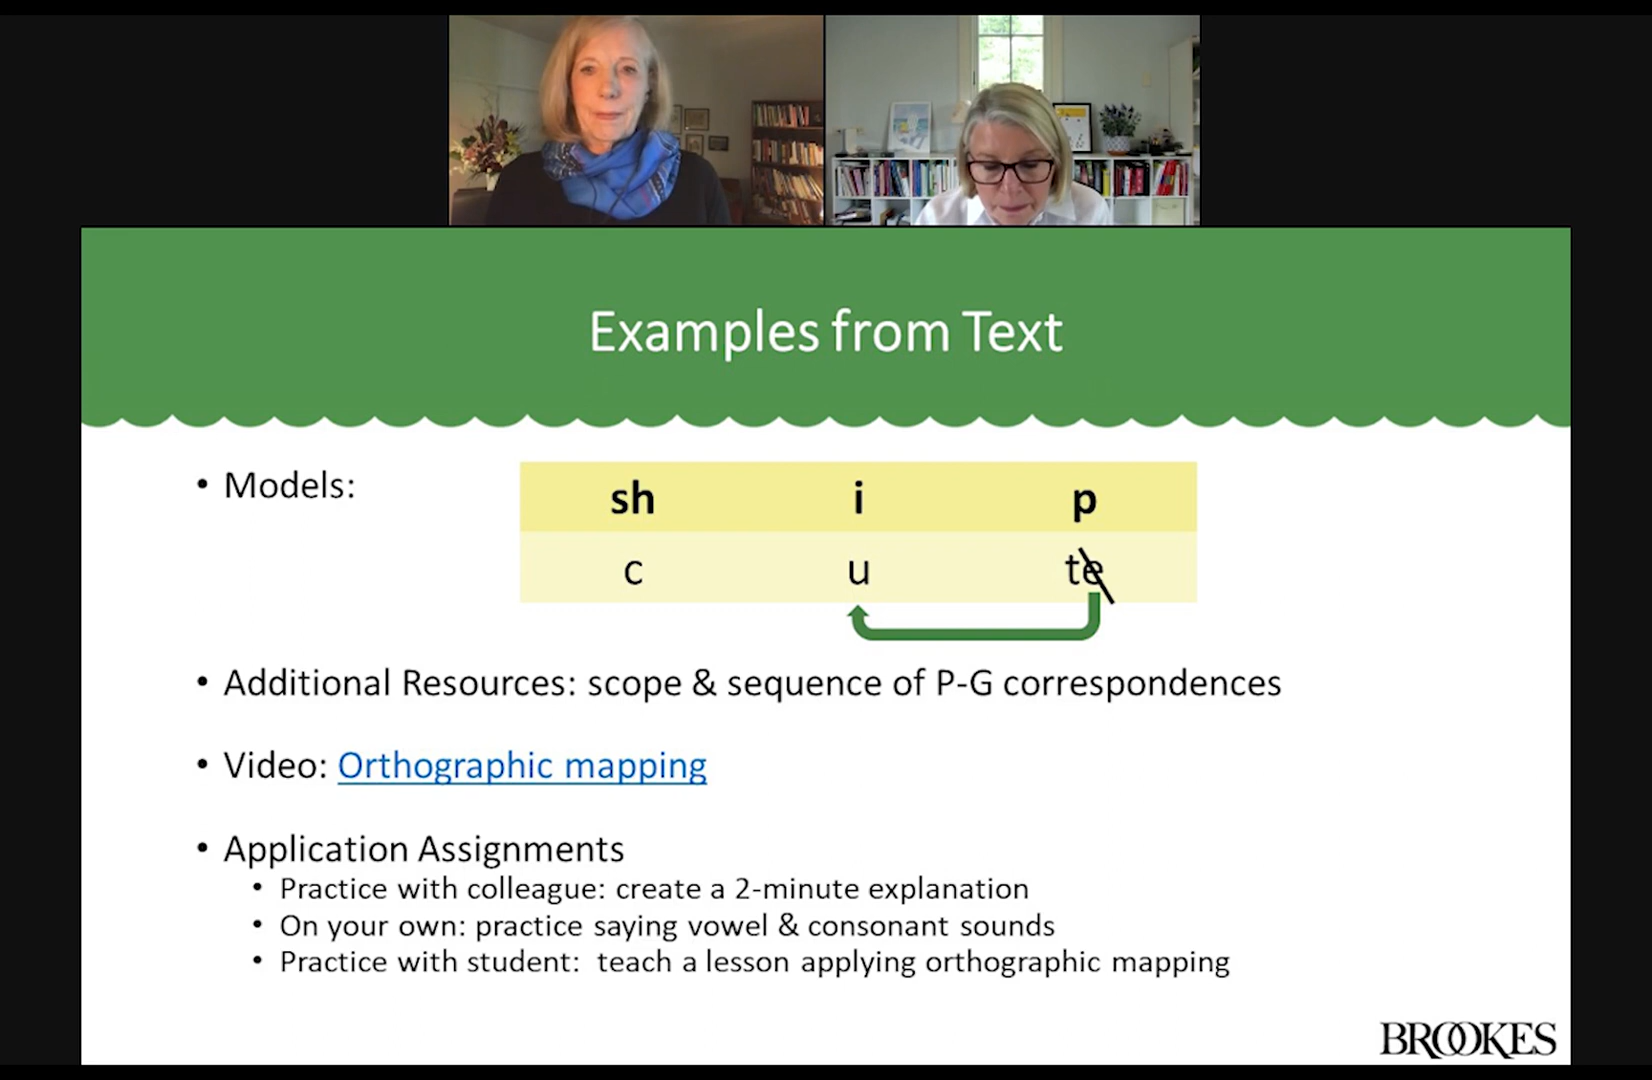 Examples from Text
• Models:
sh i p
c u te
• Additional Resources: scope & sequence of P-G correspondences
• Video: Orthographic mapping
• Application Assignments
• Practice with colleague: create a 2-minute explanation
• On your own: practice saying vowel & consonant sounds
• Practice with student: teach a lesson applying orthographic mapping
BROOKES